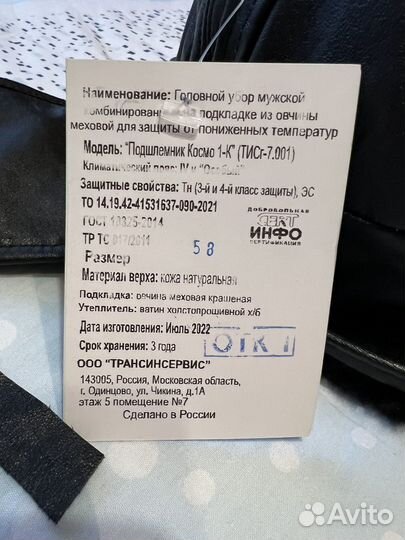 Наименование: Головной убор мужской
комбинированный на подкладке из овчины
меховой для защиты от пониженных температур
Модель: "Подшлемник Космо 1-К" (ТИСг-7.001)
Климатический пояс: IV и "Особый"
Защитные свойства: Тн (3-й и 4-й класс защиты), ЭС
ТО 14.19.42-41531637-090-2021
ГОСТ 10325-2014
ТР ТС 017/2011
ДОБРОВОЛЬНАЯ
СЕРТ
ИНФО
СЕРТИФИКАЦИЯ
Размер 58
Материал верха: кожа натуральная
Подкладка: овчина меховая крашеная
Утеплитель: ватин холстопрошивной х/б
Дата изготовления: Июль 2022
Срок хранения: 3 года
ОТК 1
ООО "ТРАНСИНСЕРВИС"
143005, Россия, Московская область,
г. Одинцово, ул. Чикина, д.1А
этаж 5 помещение №7
Сделано в России
Avito